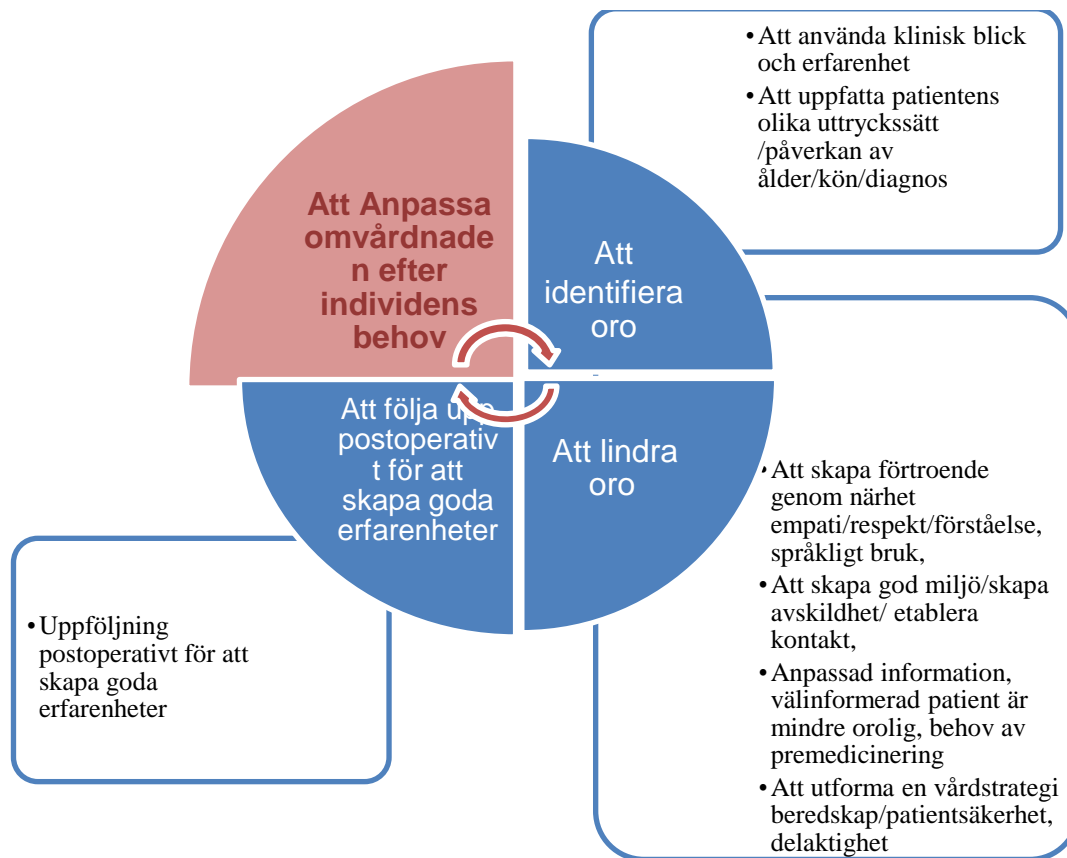 •Att använda klinisk blick
och erfarenhet
•Att uppfatta patientens
olika uttryckssätt
/påverkan av
ålder/kön/diagnos
Att Anpassa
omvårdnade
n efter
individens
behov
Att
identifiera
oro
Att följa upp
postoperativ
t för att
skapa goda
erfarenheter
Att lindra
oro
•Att skapa förtroende
genom närhet
empati/respekt/förståelse,
språkligt bruk,
•Att skapa god miljö/skapa
avskildhet/ etablera
kontakt,
•Anpassad information,
välinformerad patient är
mindre orolig, behov av
premedicinering
•Att utforma en vårdstrategi
beredskap/patientsäkerhet,
delaktighet
•Uppföljning
postoperativt för att
skapa goda
erfarenheter